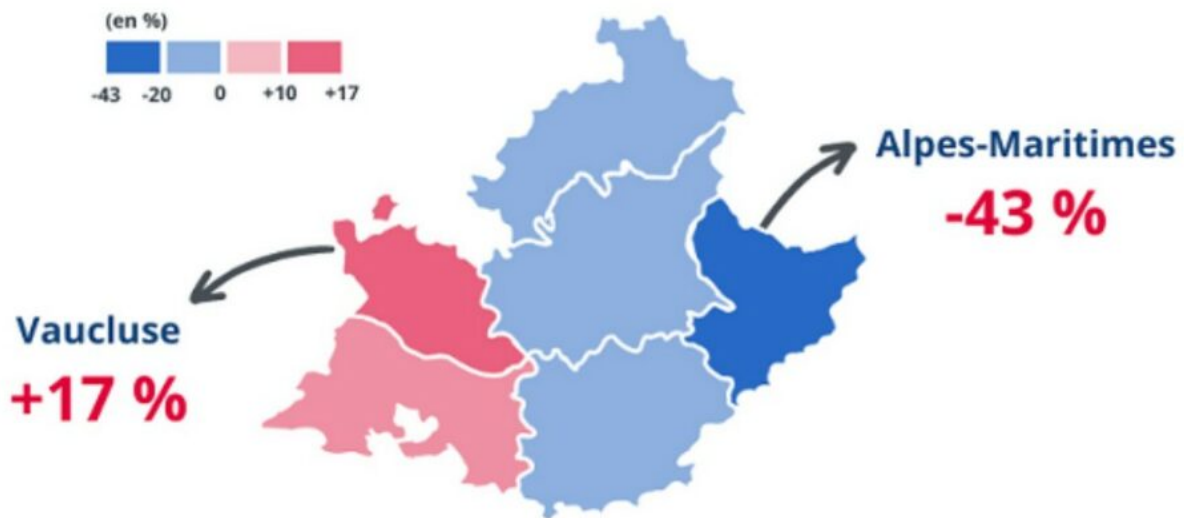 (en %)
-43 -20 0 +10 +17
Alpes-Maritimes
-43 %
Vaucluse
+17 %